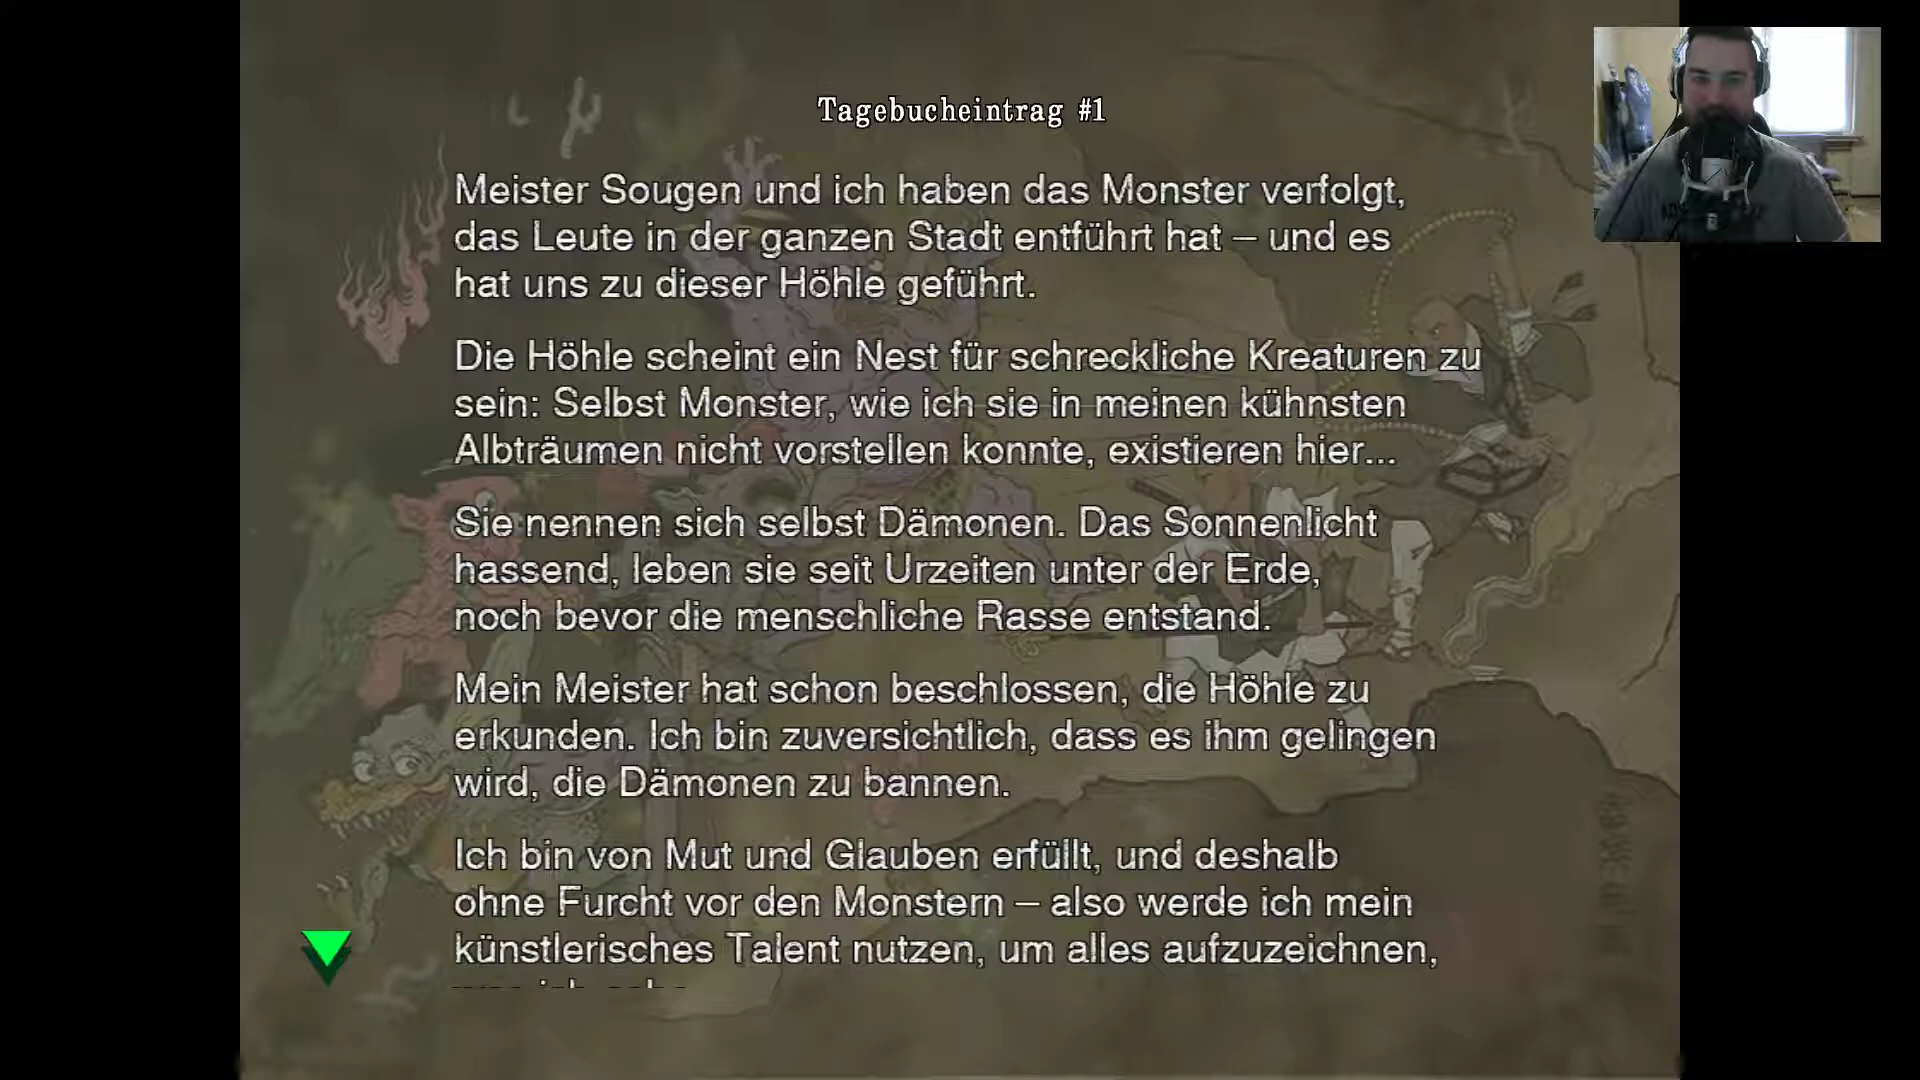 Tagebucheintrag #1
Meister Sougen und ich haben das Monster verfolgt,
das Leute in der ganzen Stadt entführt hat – und es
hat uns zu dieser Höhle geführt.
Die Höhle scheint ein Nest für schreckliche Kreaturen zu
sein: Selbst Monster, wie ich sie in meinen kühnsten
Albträumen nicht vorstellen konnte, existieren hier...
Sie nennen sich selbst Dämonen. Das Sonnenlicht
hassend, leben sie seit Urzeiten unter der Erde,
noch bevor die menschliche Rasse entstand.
Mein Meister hat schon beschlossen, die Höhle zu
erkunden. Ich bin zuversichtlich, dass es ihm gelingen
wird, die Dämonen zu bannen.
Ich bin von Mut und Glauben erfüllt, und deshalb
ohne Furcht vor den Monstern – also werde ich mein
künstlerisches Talent nutzen, um alles aufzuzeichnen,